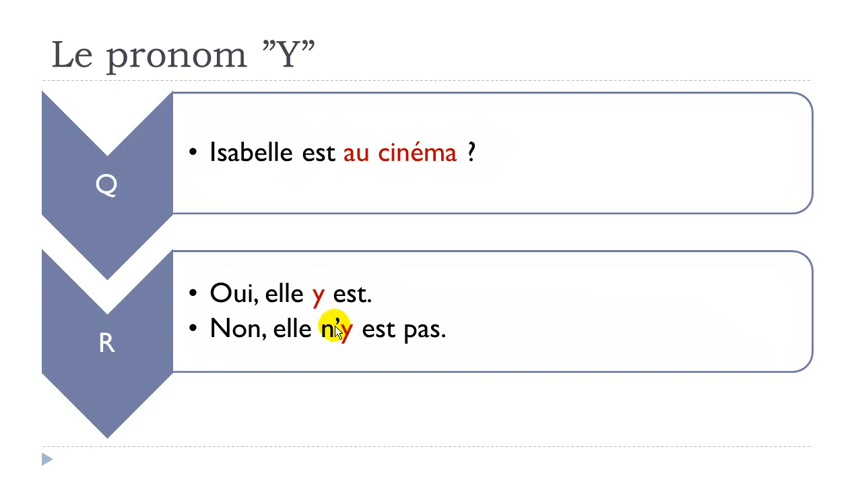 Le pronom ”Y”
Q
• Isabelle est au cinéma ?
R
• Oui, elle y est.
• Non, elle n’y est pas.